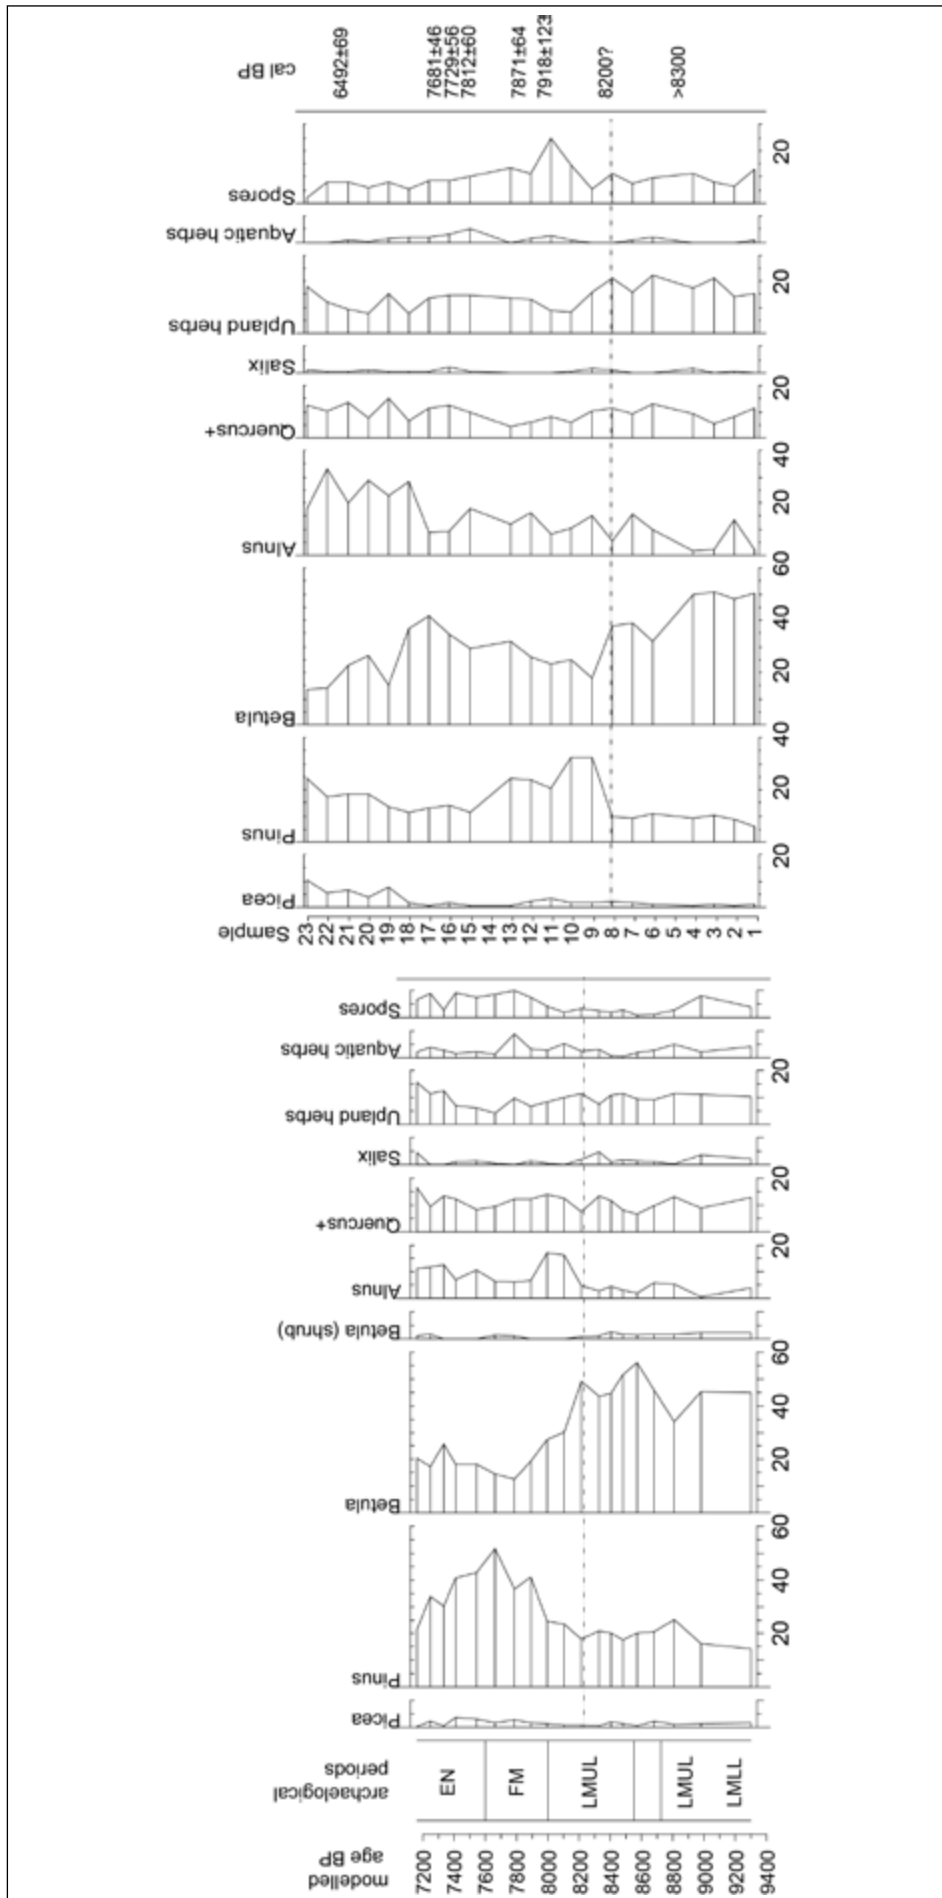 modelled
age BP
7200
7400
7600
7800
8000
8200
8400
8600
8800
9000
9200
9400
archaelogical
periods
EN
FM
LMUL
LMUL
LMLL
Picea
Pinus
20
40
60
Betula
20
40
60
Betula (shrub)
Alnus
20
Quercus+
20
Salix
Upland herbs
20
Aquatic herbs
Spores
Sample
23
22
21
20
19
18
17
16
15
14
13
12
11
10
9
8
7
6
5
4
3
2
1
Picea
20
Pinus
20
40
Betula
20
40
60
Alnus
20
40
Quercus+
20
Salix
Upland herbs
20
Aquatic herbs
Spores
20
cal BP
6492±69
7681±46
7729±56
7812±60
7871±64
7918±123
8200?
>8300